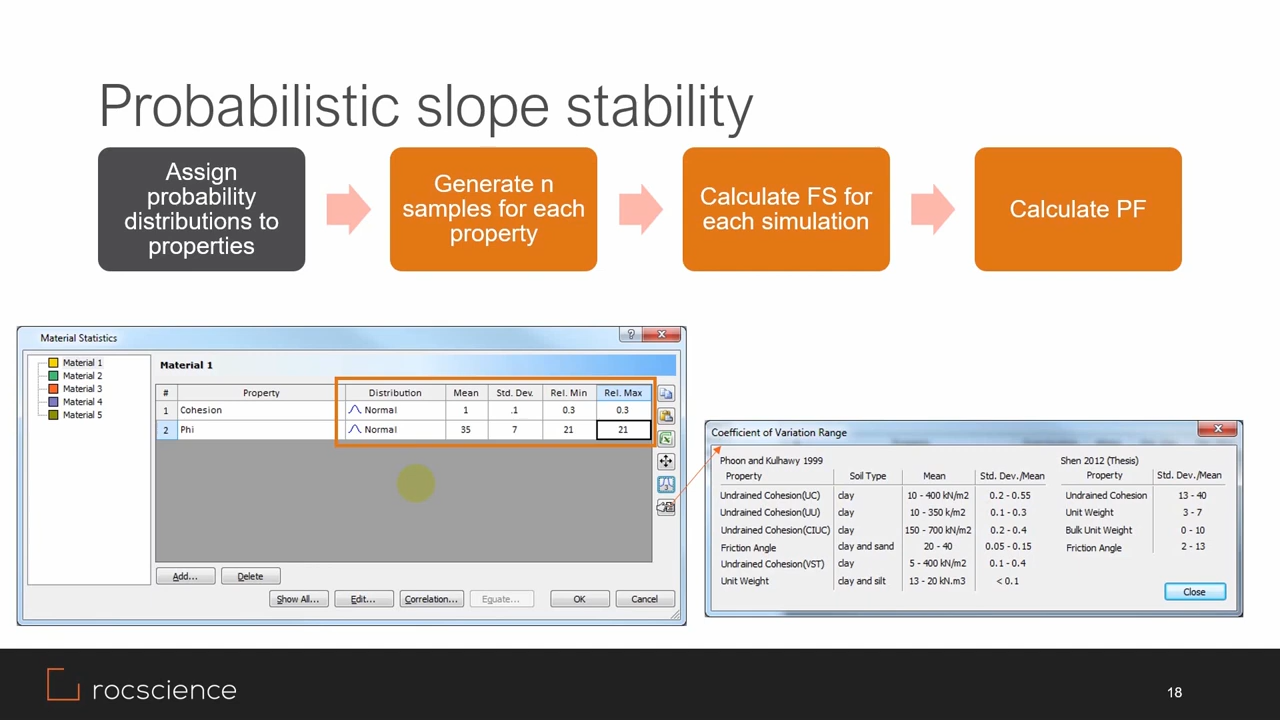 Probabilistic slope stability
Assign
probability
distributions to
properties
Generate n
samples for each
property
Calculate FS for
each simulation
Calculate PF
Material Statistics
?
Material 1
Material 2
Material 3
Material 4
Material 5
Material 1
# Property Distribution Mean Std. Dev. Rel. Min Rel. Max
1 Cohesion Normal 1 .1 0.3 0.3
2 Phi Normal 35 7 21 21
Add... Delete
Show All... Edit... Correlation... Equate... OK Cancel
Coefficient of Variation Range
Phoon and Kulhawy 1999
Property Soil Type Mean Std. Dev./Mean
Undrained Cohesion(UC) clay 10 - 400 kN/m2 0.2 - 0.55
Undrained Cohesion(UU) clay 10 - 350 k/m2 0.1 - 0.3
Undrained Cohesion(CIUC) clay 150 - 700 kN/m2 0.2 - 0.4
Friction Angle clay and sand 20 - 40 0.05 - 0.15
Undrained Cohesion(VST) clay 5 - 400 kN/m2 0.1 - 0.4
Unit Weight clay and silt 13 - 20 kN.m3 < 0.1
Shen 2012 (Thesis)
Property Std. Dev./Mean
Undrained Cohesion 13 - 40
Unit Weight 3 - 7
Bulk Unit Weight 0 - 10
Friction Angle 2 - 13
Close
rocscience
18